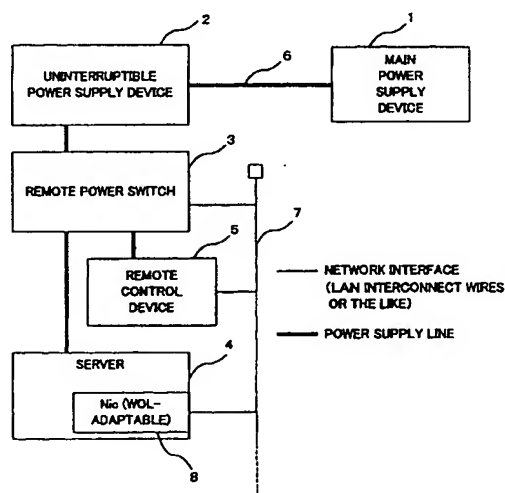 2
1
UNINTERRUPTIBLE
POWER SUPPLY DEVICE
6
MAIN
POWER
SUPPLY
DEVICE
3
REMOTE POWER SWITCH
5
7
REMOTE
CONTROL
DEVICE
NETWORK INTERFACE
(LAN INTERCONNECT WIRES
OR THE LIKE)
POWER SUPPLY LINE
4
SERVER
Nic (WOL-
ADAPTABLE)
8